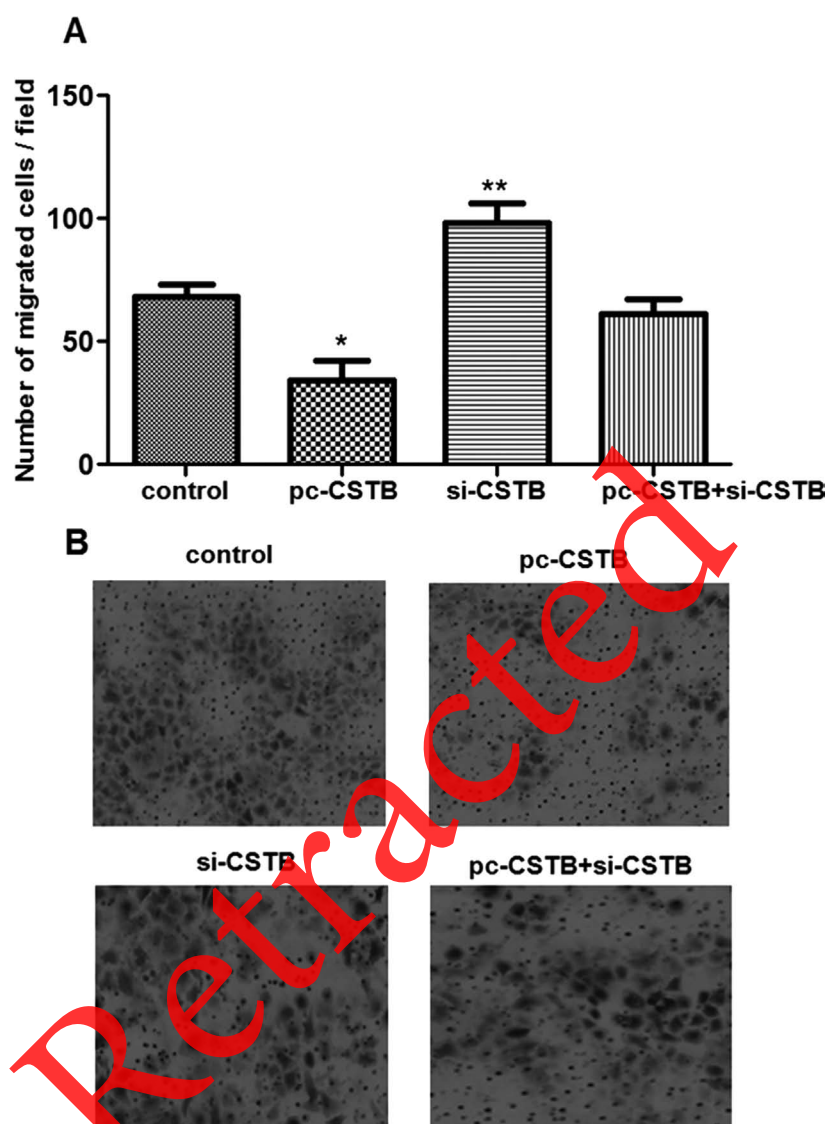 A
Number of migrated cells / field
150
100
50
0
*
**
control pc-CSTB si-CSTB pc-CSTB+si-CSTB
B
control pc-CSTB
si-CSTB pc-CSTB+si-CSTB
Retracted